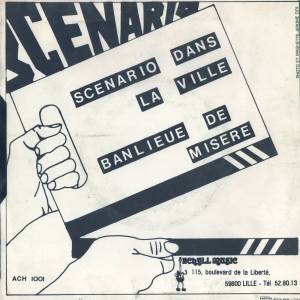 SCENARIO
SCENARIO DANS
LA VILLE
BANLIEUE DE
MISERE
ACH 1001
115, boulevard de la Liberté,
59800 LILLE - Tél 52.80.13